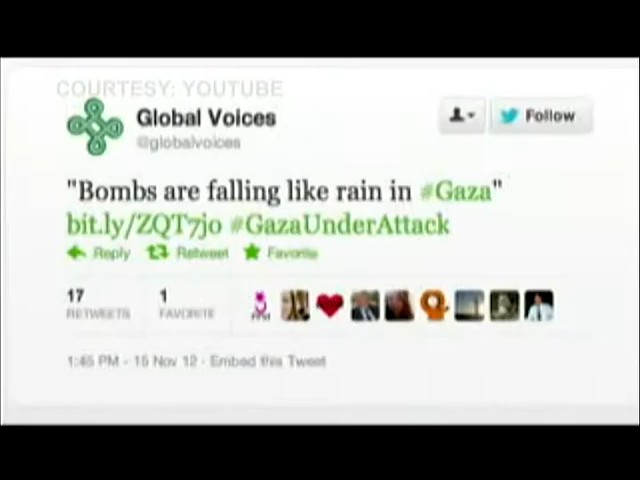 COURTESY: YOUTUBE
Global Voices
@globalvoices
Follow
"Bombs are falling like rain in #Gaza"
bit.ly/ZQT7jo #GazaUnderAttack
Reply Retweet Favorite
17 1
RETWEETS FAVORITE
1:45 PM - 15 Nov 12 · Embed this Tweet